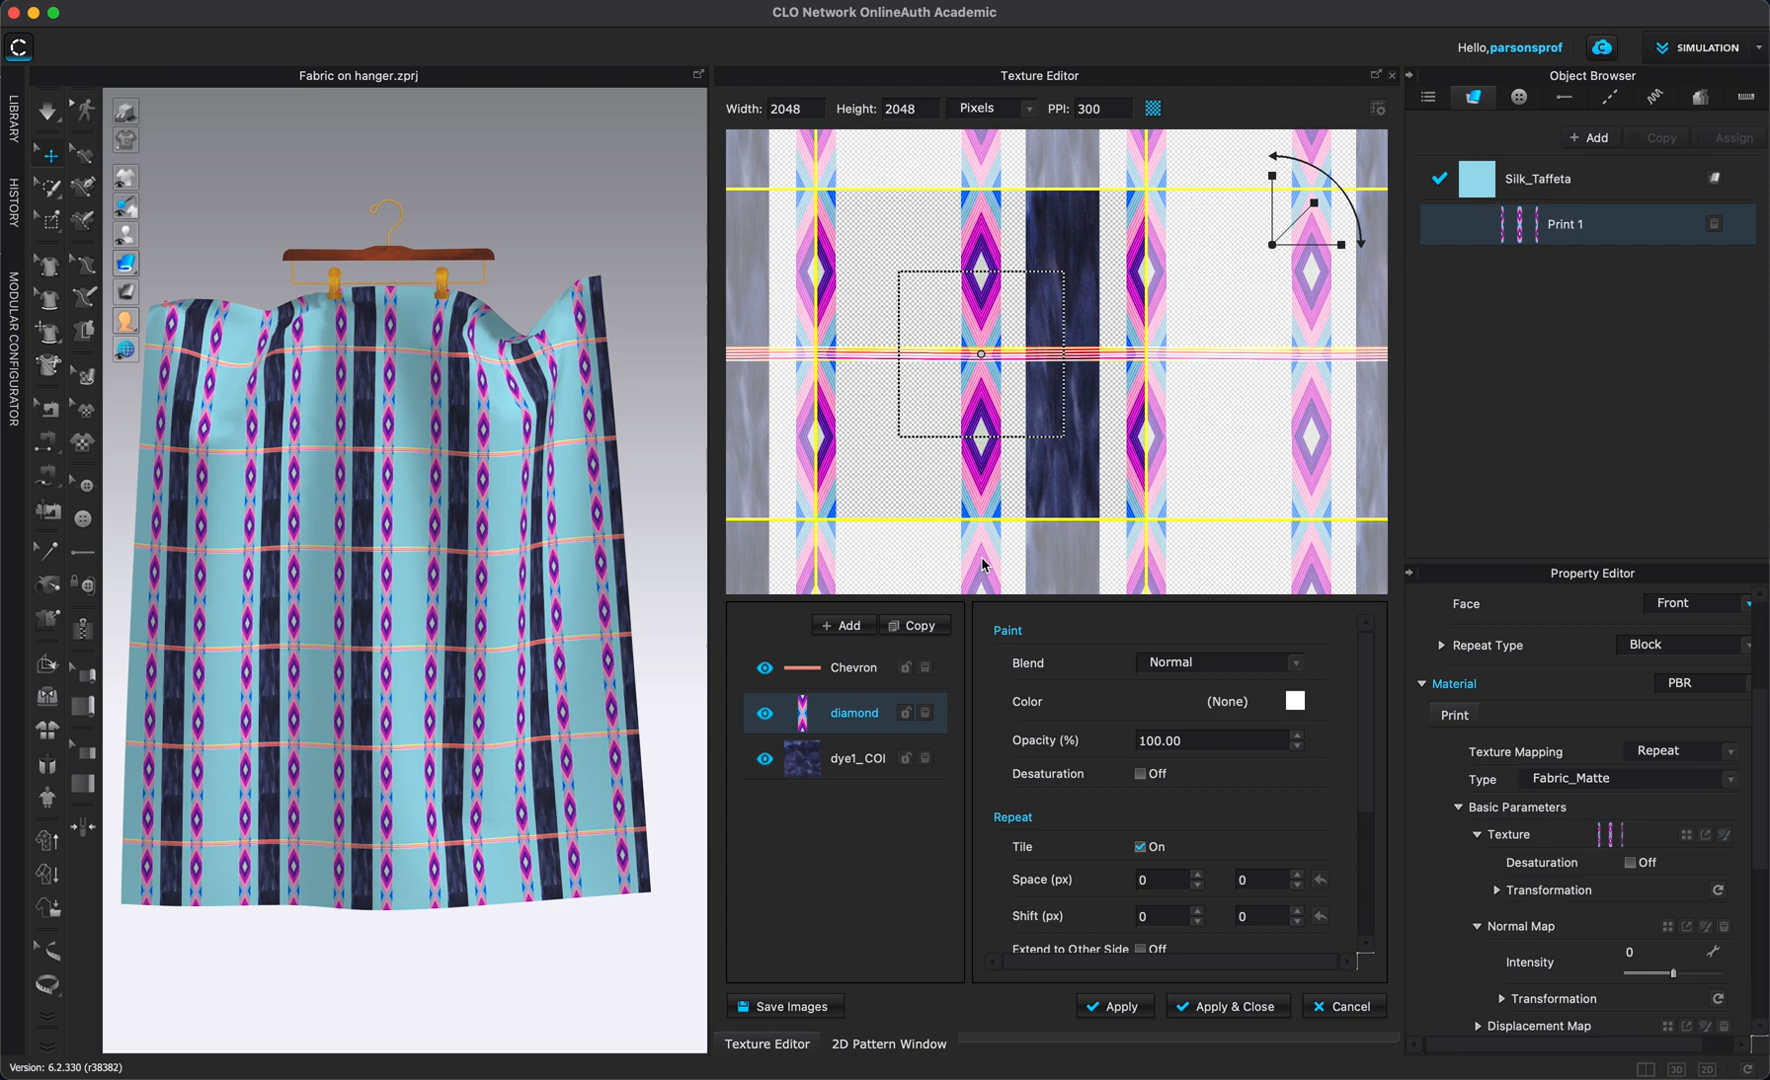 CLO Network OnlineAuth Academic
Hello,parsonsprof
SIMULATION
Fabric on hanger.zprj
Texture Editor
Object Browser
LIBRARY
HISTORY
MODULAR CONFIGURATOR
Width: 2048
Height: 2048
Pixels
PPI: 300
+ Add
Copy
Assign
Silk_Taffeta
Print 1
+ Add
Copy
Chevron
diamond
dye1_COl
Paint
Blend
Normal
Color
(None)
Opacity (%)
100.00
Desaturation
Off
Repeat
Tile
On
Space (px)
0
0
Shift (px)
0
0
Extend to Other Side
Off
Save Images
Apply
Apply & Close
Cancel
Texture Editor
2D Pattern Window
Property Editor
Face
Front
Repeat Type
Block
Material
PBR
Print
Texture Mapping
Repeat
Type
Fabric_Matte
Basic Parameters
Texture
Desaturation
Off
Transformation
Normal Map
Intensity
0
Transformation
Displacement Map
Version: 6.2.330 (r38382)
3D
2D